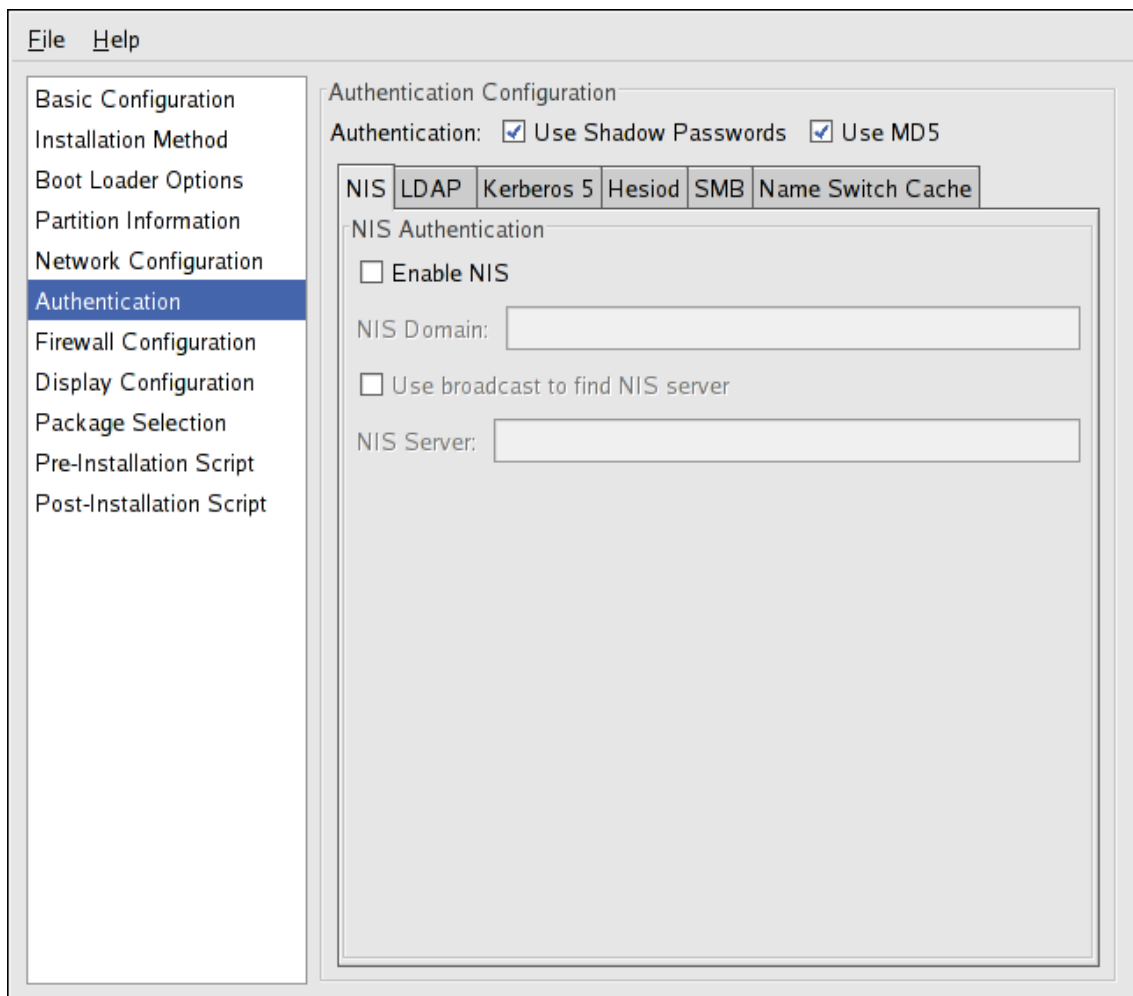 File Help
Basic Configuration
Installation Method
Boot Loader Options
Partition Information
Network Configuration
Authentication
Firewall Configuration
Display Configuration
Package Selection
Pre-Installation Script
Post-Installation Script
Authentication Configuration
Authentication: Use Shadow Passwords Use MD5
NIS LDAP Kerberos 5 Hesiod SMB Name Switch Cache
NIS Authentication
Enable NIS
NIS Domain:
Use broadcast to find NIS server
NIS Server: